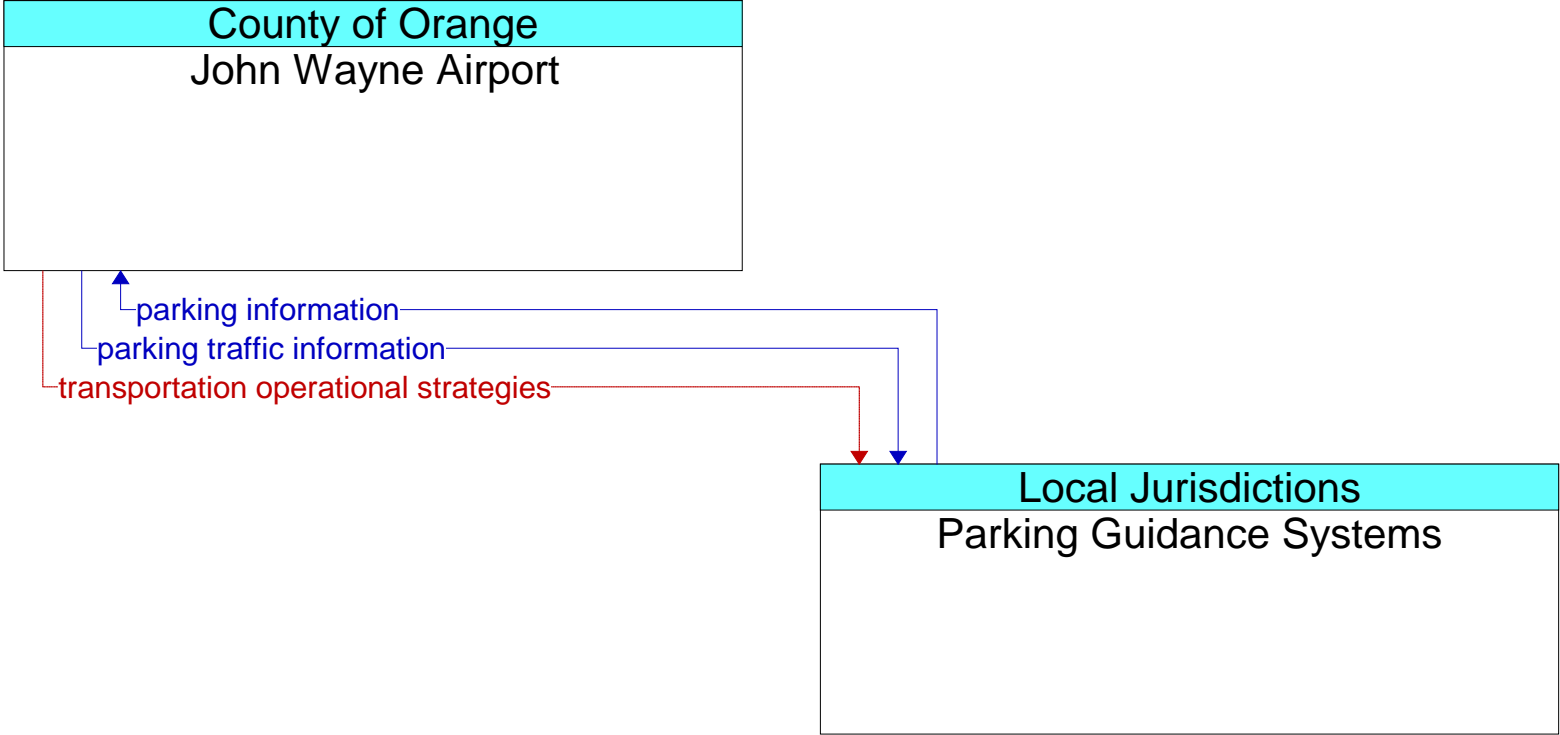 County of Orange
John Wayne Airport
parking information
parking traffic information
transportation operational strategies
Local Jurisdictions
Parking Guidance Systems